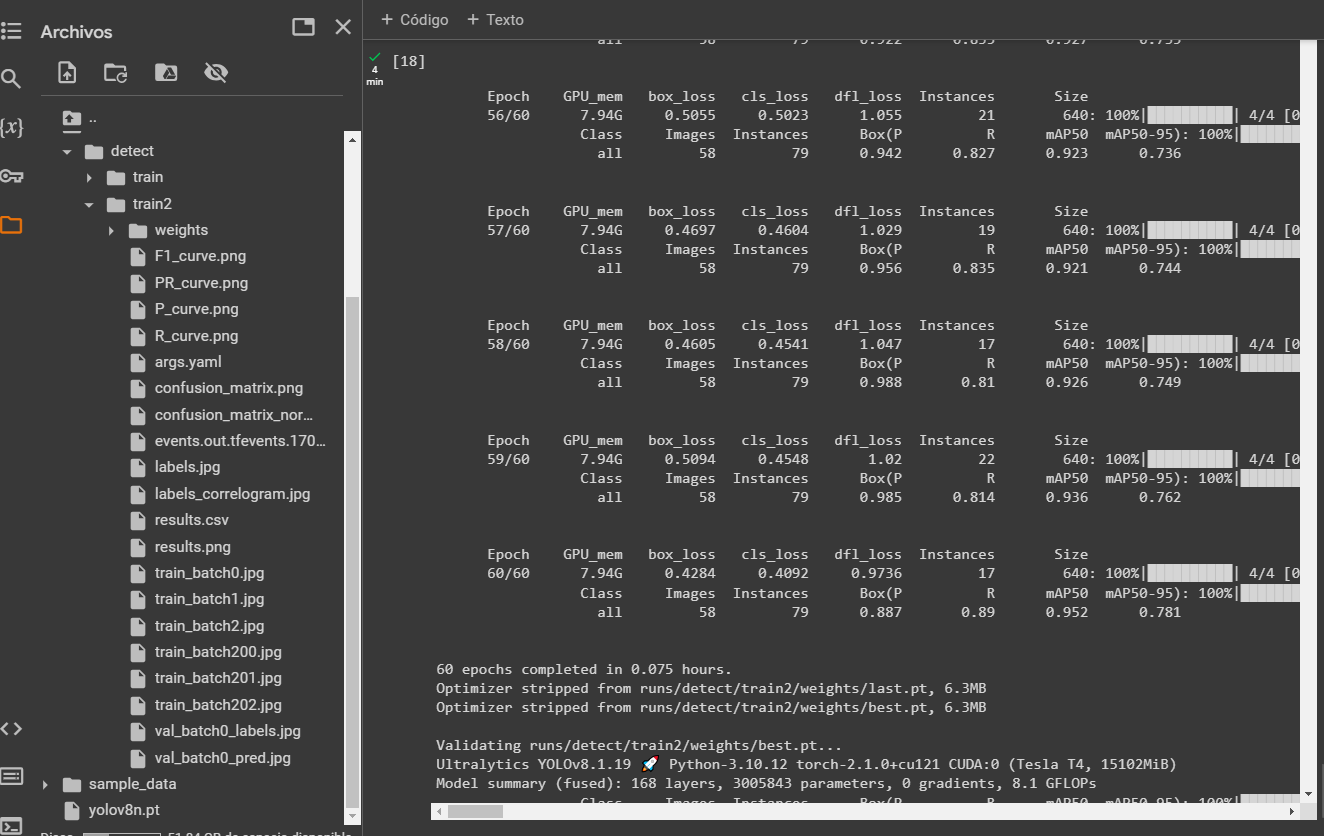 Archivos
{x}
..
detect
train
train2
weights
F1_curve.png
PR_curve.png
P_curve.png
R_curve.png
args.yaml
confusion_matrix.png
confusion_matrix_nor...
events.out.tfevents.170...
labels.jpg
labels_correlogram.jpg
results.csv
results.png
train_batch0.jpg
train_batch1.jpg
train_batch2.jpg
train_batch200.jpg
train_batch201.jpg
train_batch202.jpg
val_batch0_labels.jpg
val_batch0_pred.jpg
sample_data
yolov8n.pt
+ Código + Texto
all 58 79 0.922 0.835 0.927 0.755
4 min
[18]
Epoch GPU_mem box_loss cls_loss dfl_loss Instances Size
56/60 7.94G 0.5055 0.5023 1.055 21 640: 100%|██████████| 4/4 [0
Class Images Instances Box(P R mAP50 mAP50-95): 100%|
all 58 79 0.942 0.827 0.923 0.736
Epoch GPU_mem box_loss cls_loss dfl_loss Instances Size
57/60 7.94G 0.4697 0.4604 1.029 19 640: 100%|██████████| 4/4 [0
Class Images Instances Box(P R mAP50 mAP50-95): 100%|
all 58 79 0.956 0.835 0.921 0.744
Epoch GPU_mem box_loss cls_loss dfl_loss Instances Size
58/60 7.94G 0.4605 0.4541 1.047 17 640: 100%|██████████| 4/4 [0
Class Images Instances Box(P R mAP50 mAP50-95): 100%|
all 58 79 0.988 0.81 0.926 0.749
Epoch GPU_mem box_loss cls_loss dfl_loss Instances Size
59/60 7.94G 0.5094 0.4548 1.02 22 640: 100%|██████████| 4/4 [0
Class Images Instances Box(P R mAP50 mAP50-95): 100%|
all 58 79 0.985 0.814 0.936 0.762
Epoch GPU_mem box_loss cls_loss dfl_loss Instances Size
60/60 7.94G 0.4284 0.4092 0.9736 17 640: 100%|██████████| 4/4 [0
Class Images Instances Box(P R mAP50 mAP50-95): 100%|
all 58 79 0.887 0.89 0.952 0.781
60 epochs completed in 0.075 hours.
Optimizer stripped from runs/detect/train2/weights/last.pt, 6.3MB
Optimizer stripped from runs/detect/train2/weights/best.pt, 6.3MB
Validating runs/detect/train2/weights/best.pt...
Ultralytics YOLOv8.1.19 🚀 Python-3.10.12 torch-2.1.0+cu121 CUDA:0 (Tesla T4, 15102MiB)
Model summary (fused): 168 layers, 3005843 parameters, 0 gradients, 8.1 GFLOPs
Class Images Instances Box(P R mAP50 mAP50-95): 100%|